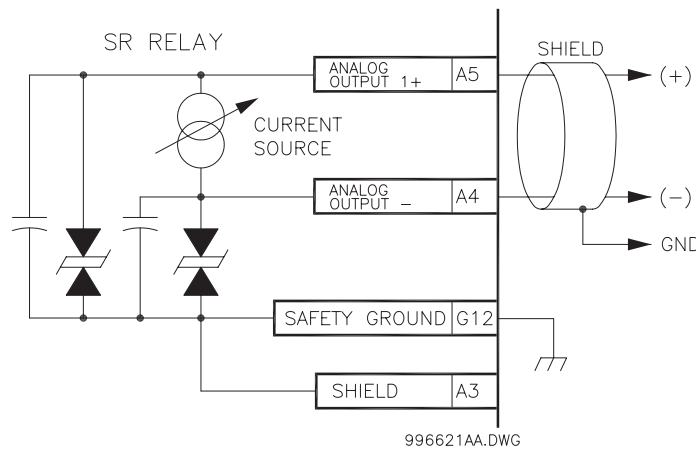 SR RELAY
SHIELD
ANALOG
OUTPUT 1+
A5
(+)
CURRENT
SOURCE
ANALOG
OUTPUT -
A4
(-)
GND
SAFETY GROUND
G12
SHIELD
A3
996621AA.DWG